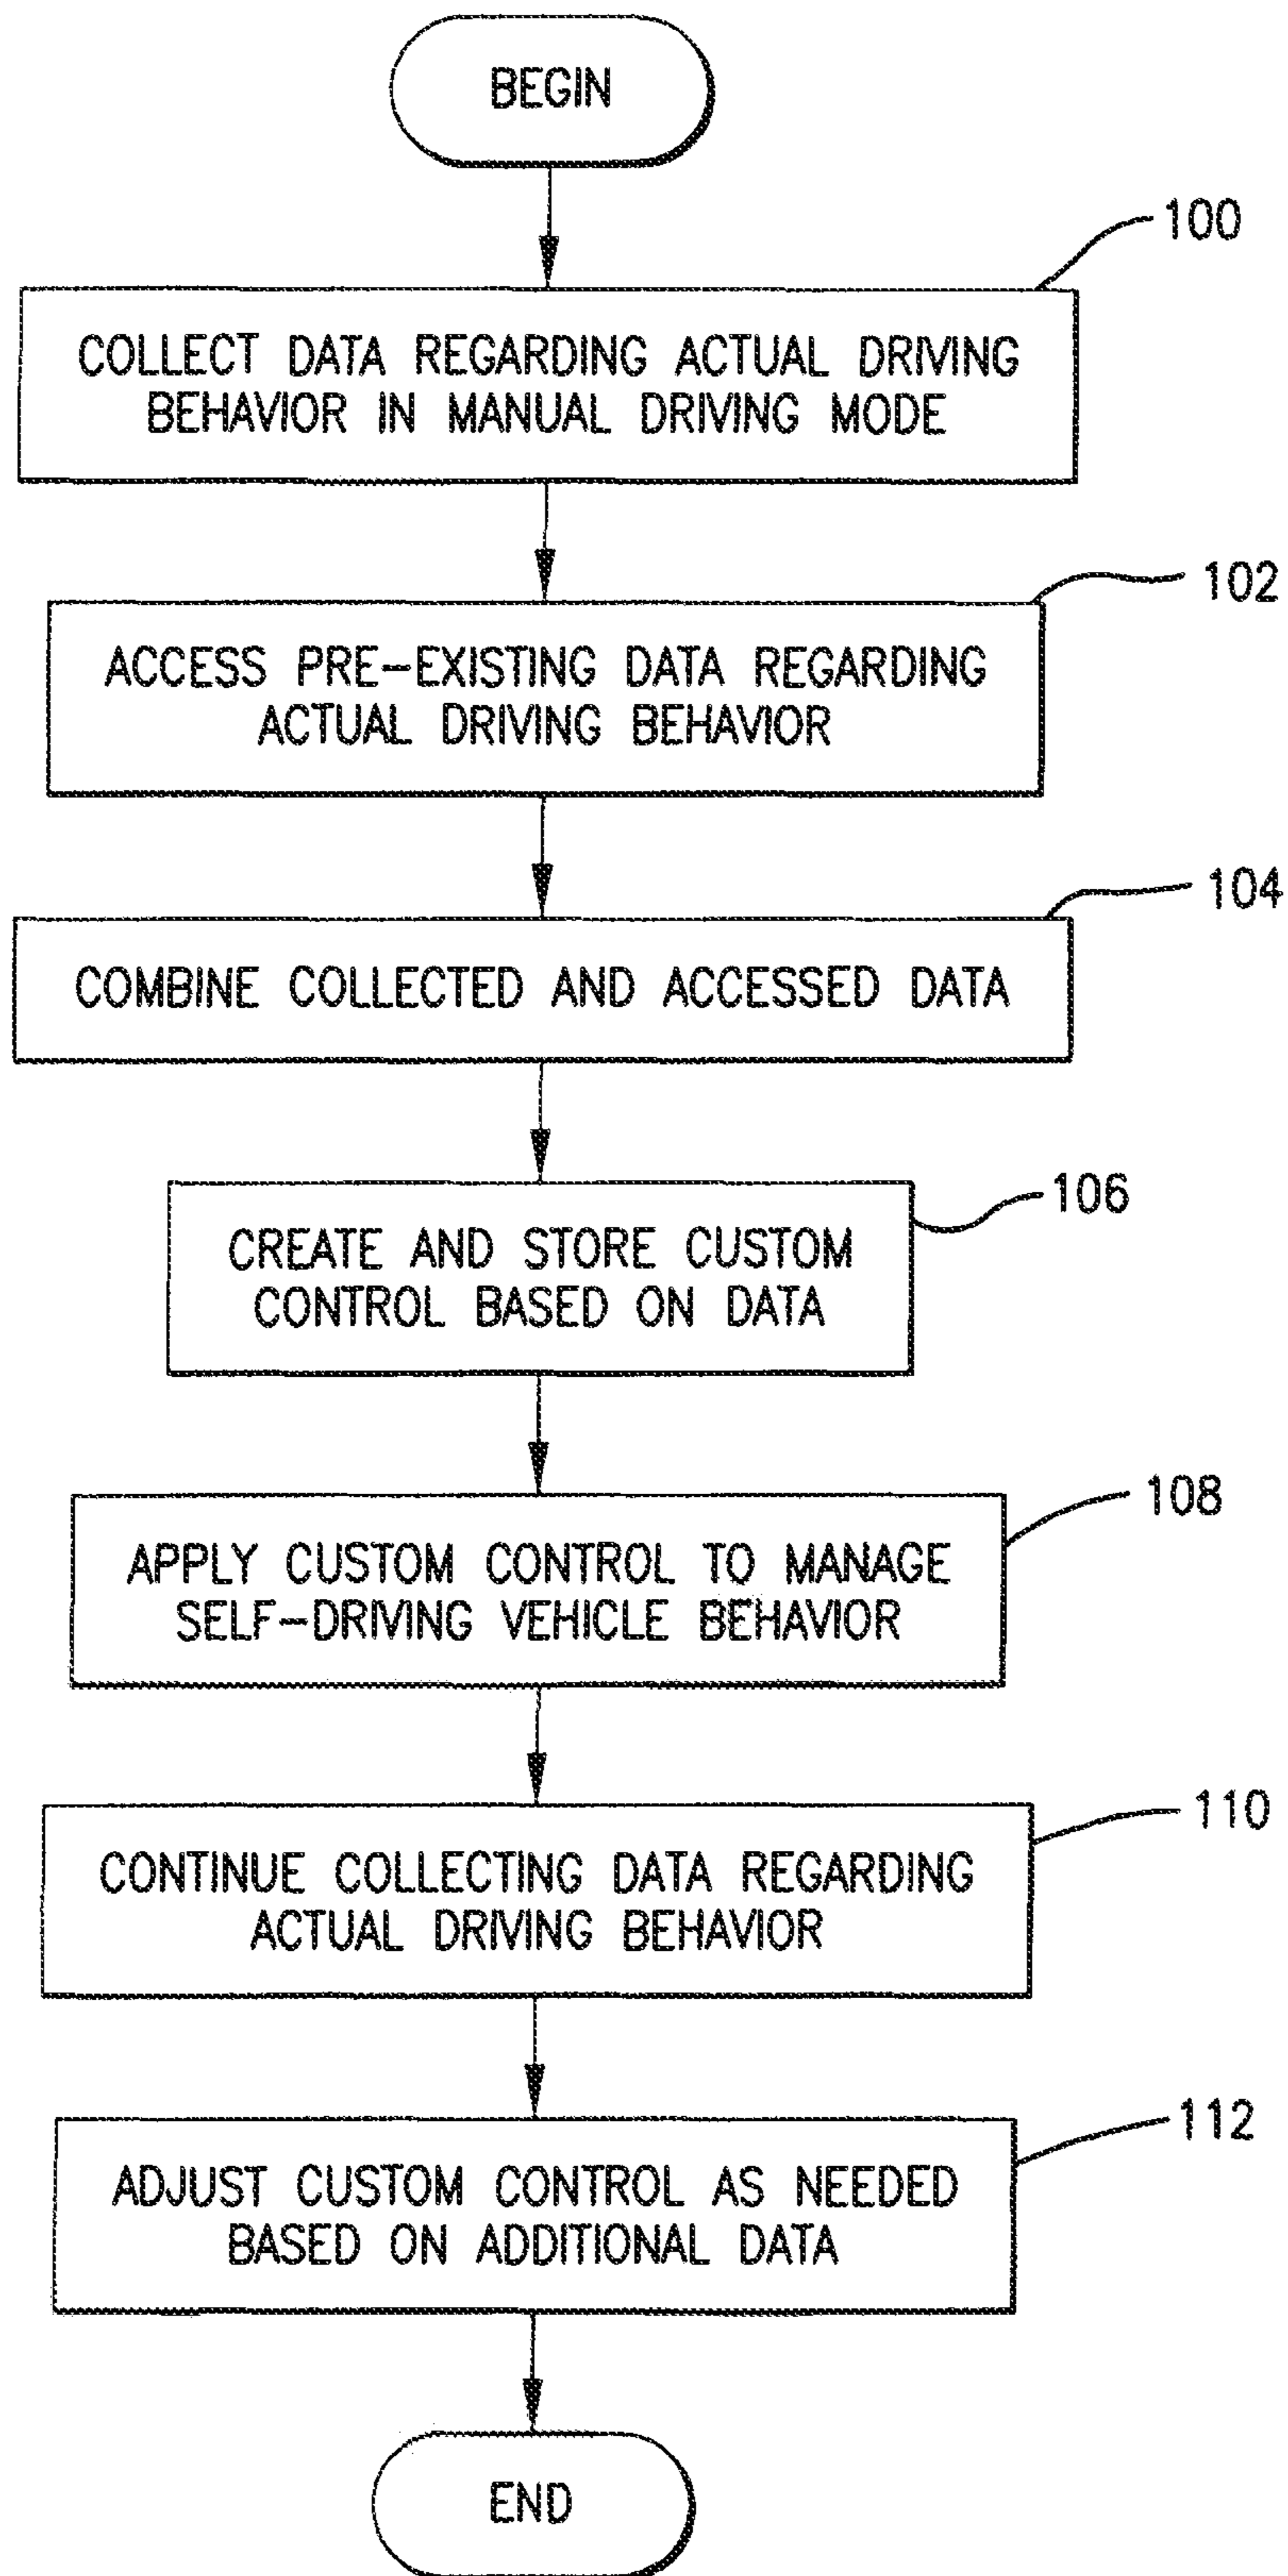 BEGIN
100
COLLECT DATA REGARDING ACTUAL DRIVING
BEHAVIOR IN MANUAL DRIVING MODE
102
ACCESS PRE-EXISTING DATA REGARDING
ACTUAL DRIVING BEHAVIOR
104
COMBINE COLLECTED AND ACCESSED DATA
106
CREATE AND STORE CUSTOM
CONTROL BASED ON DATA
108
APPLY CUSTOM CONTROL TO MANAGE
SELF-DRIVING VEHICLE BEHAVIOR
110
CONTINUE COLLECTING DATA REGARDING
ACTUAL DRIVING BEHAVIOR
112
ADJUST CUSTOM CONTROL AS NEEDED
BASED ON ADDITIONAL DATA
END